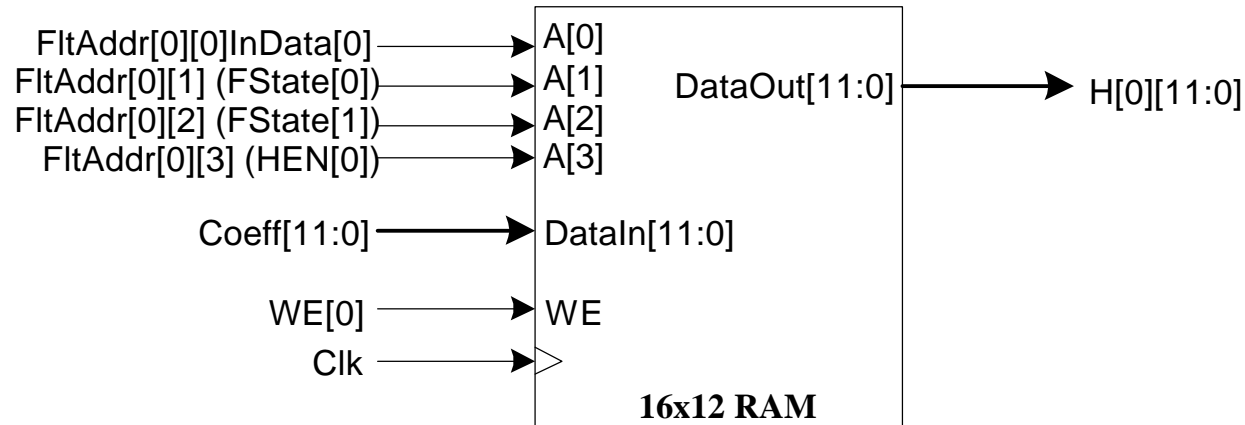 FltAddr[0][0]InData[0]
A[0]
FltAddr[0][1] (FState[0])
A[1]
DataOut[11:0]
H[0][11:0]
FltAddr[0][2] (FState[1])
A[2]
FltAddr[0][3] (HEN[0])
A[3]
Coeff[11:0]
DataIn[11:0]
WE[0]
WE
Clk
16x12 RAM